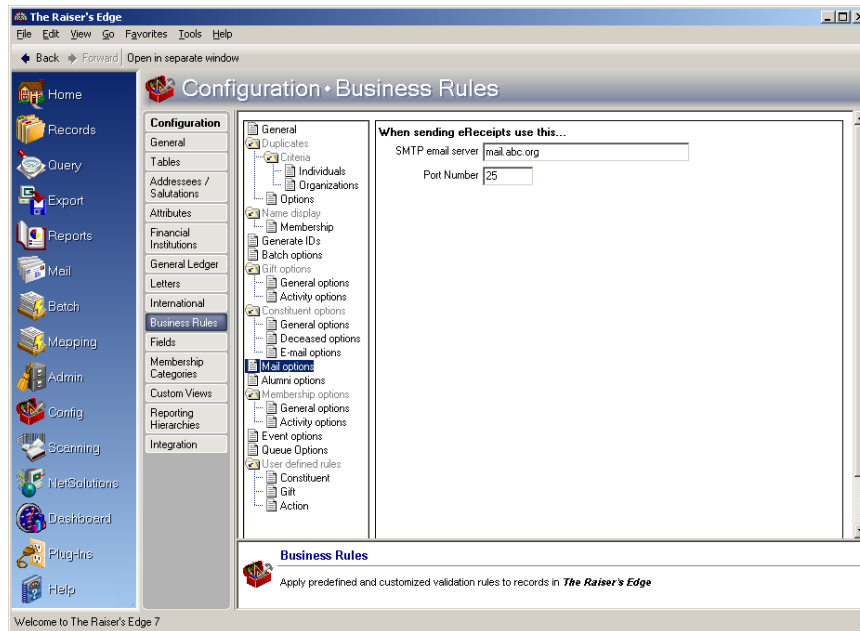 The Raiser's Edge
File Edit View Go Favorites Tools Help
Back Forward Open in separate window
Configuration • Business Rules
Home
Records
Query
Export
Reports
Mail
Batch
Mapping
Admin
Config
Scanning
NetSolutions
Dashboard
Plug-Ins
Help
Configuration
General
Tables
Addressees /
Salutations
Attributes
Financial
Institutions
General Ledger
Letters
International
Business Rules
Fields
Membership
Categories
Custom Views
Reporting
Hierarchies
Integration
General
Duplicates
Criteria
Individuals
Organizations
Options
Name display
Membership
Generate IDs
Batch options
Gift options
General options
Activity options
Constituent options
General options
Deceased options
E-mail options
Mail options
Alumni options
Membership options
General options
Activity options
Event options
Queue Options
User defined rules
Constituent
Gift
Action
When sending eReceipts use this...
SMTP email server mail.abc.org
Port Number 25
Business Rules
Apply predefined and customized validation rules to records in The Raiser's Edge
Welcome to The Raiser's Edge 7